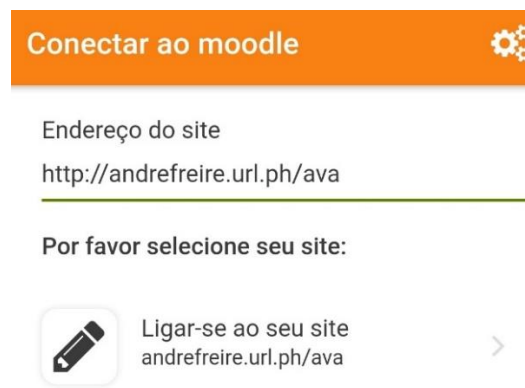 Conectar ao moodle
Endereço do site
http://andrefreire.url.ph/ava
Por favor selecione seu site:
Ligar-se ao seu site
andrefreire.url.ph/ava